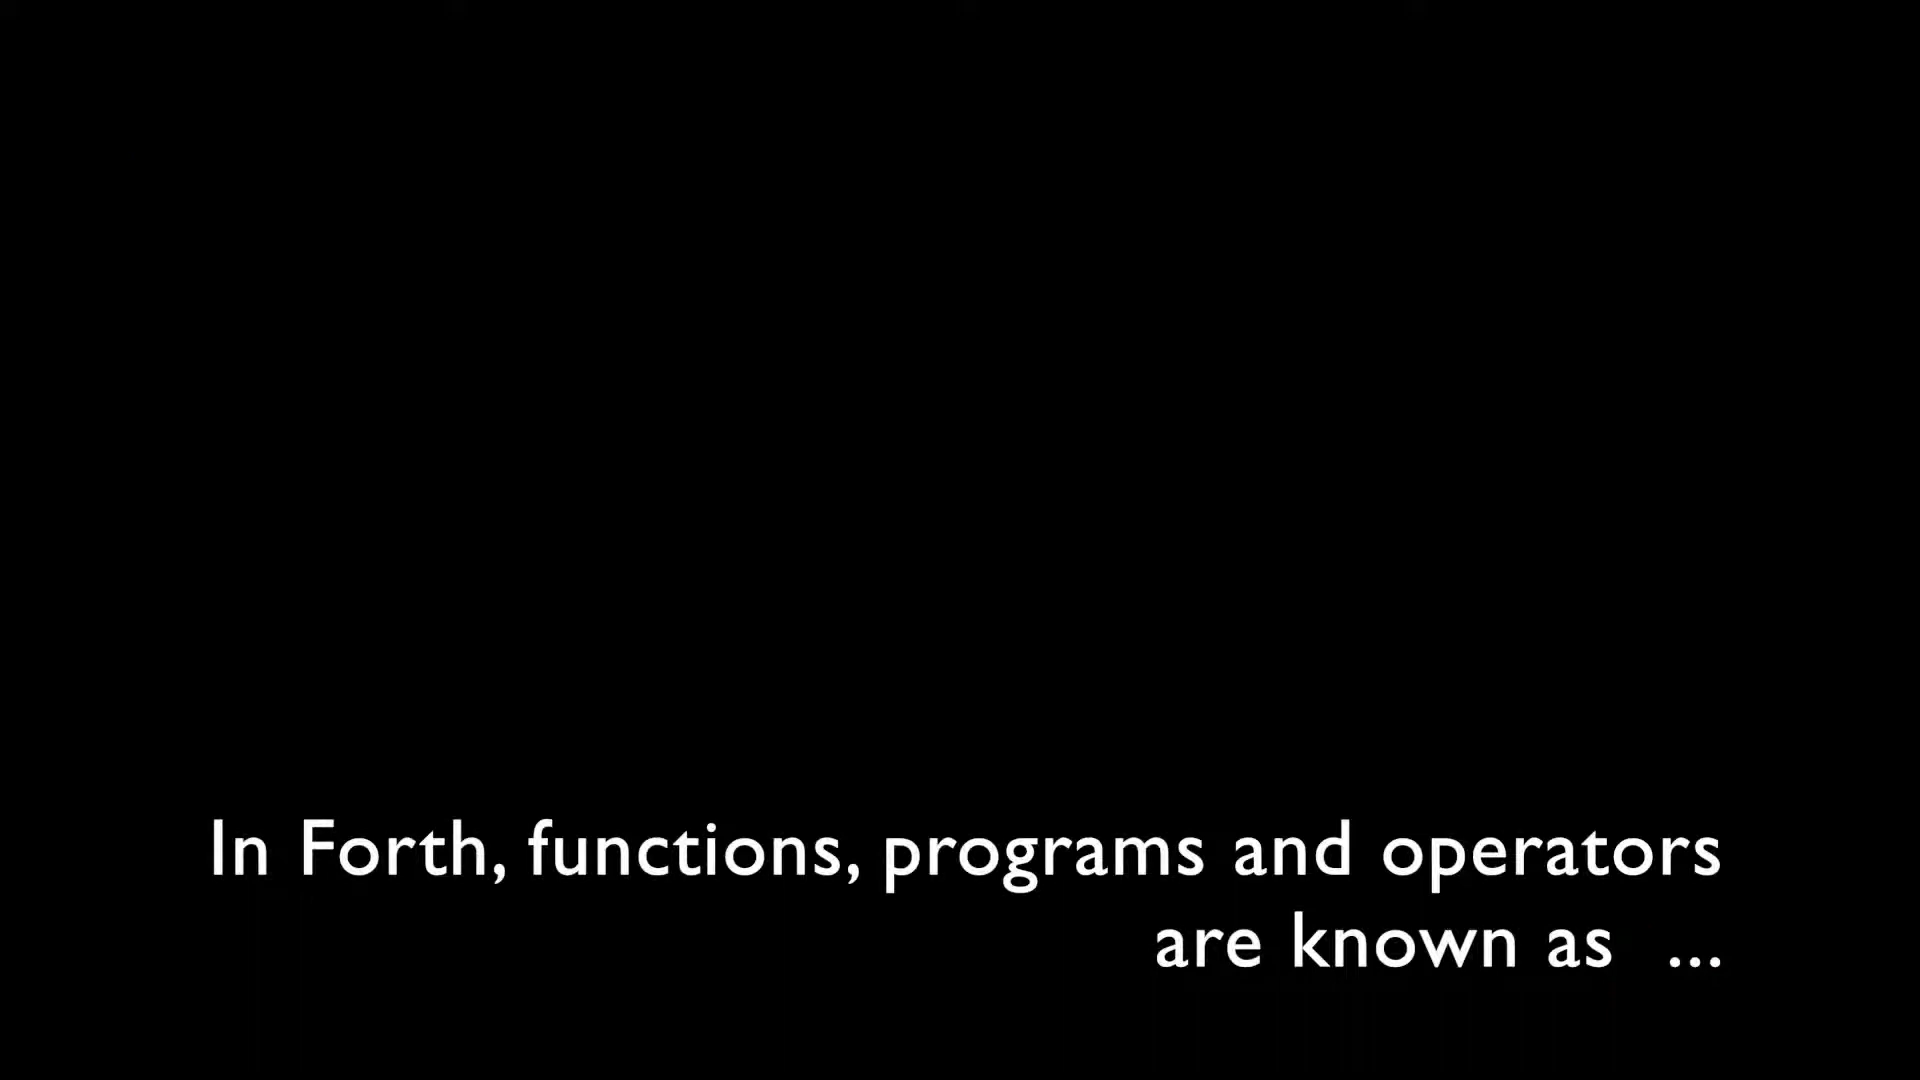 In Forth, functions, programs and operators
are known as ...